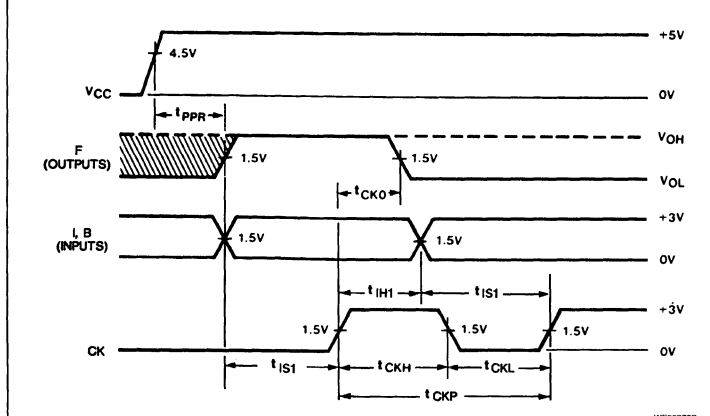 +5V
4.5V
VCC
0V
tPPR
VOH
F
(OUTPUTS)
1.5V
1.5V
VOL
tCKO
+3V
I, B
(INPUTS)
1.5V
1.5V
0V
tIH1
tIS1
+3V
1.5V
1.5V
1.5V
CK
0V
tIS1
tCKH
tCKL
tCKP